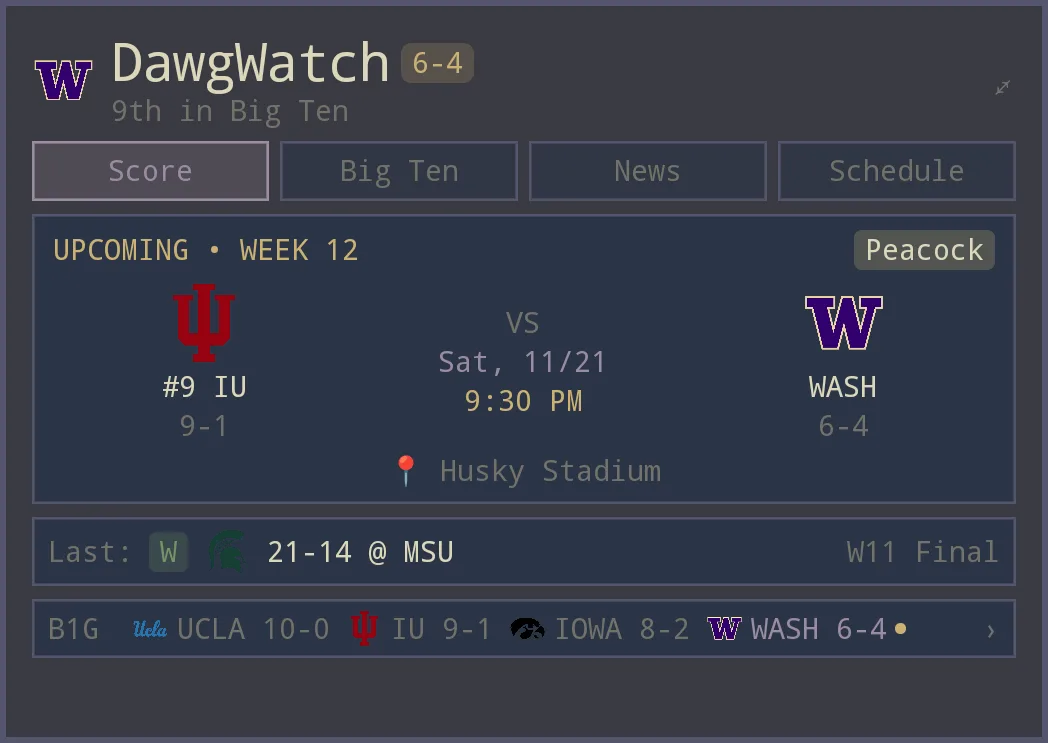 DawgWatch 6-4
9th in Big Ten
Score Big Ten News Schedule
UPCOMING • WEEK 12 Peacock
VS
Sat, 11/21
#9 IU WASH
9:30 PM
9-1 6-4
📍 Husky Stadium
Last: W 21-14 @ MSU W11 Final
B1G Ucla UCLA 10-0 IU 9-1 IOWA 8-2 W WASH 6-4 • ›